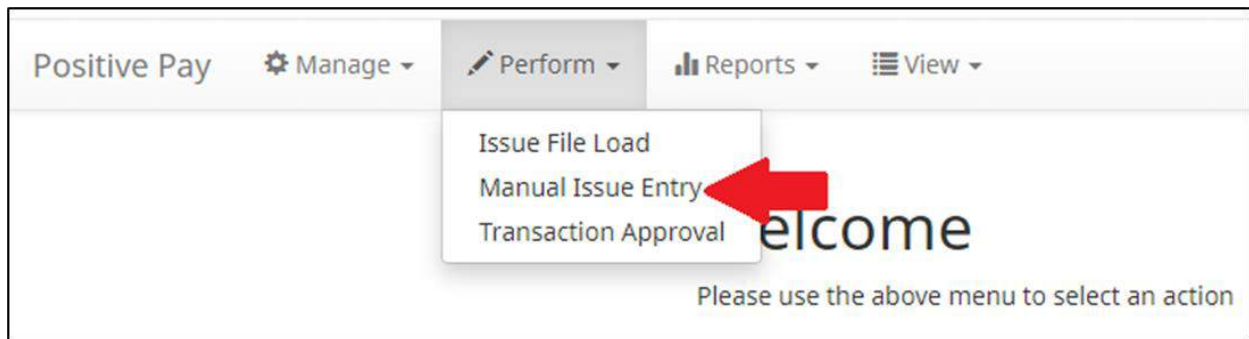 Positive Pay Manage Perform Reports View
Issue File Load
Manual Issue Entry
Transaction Approval
elcome
Please use the above menu to select an action